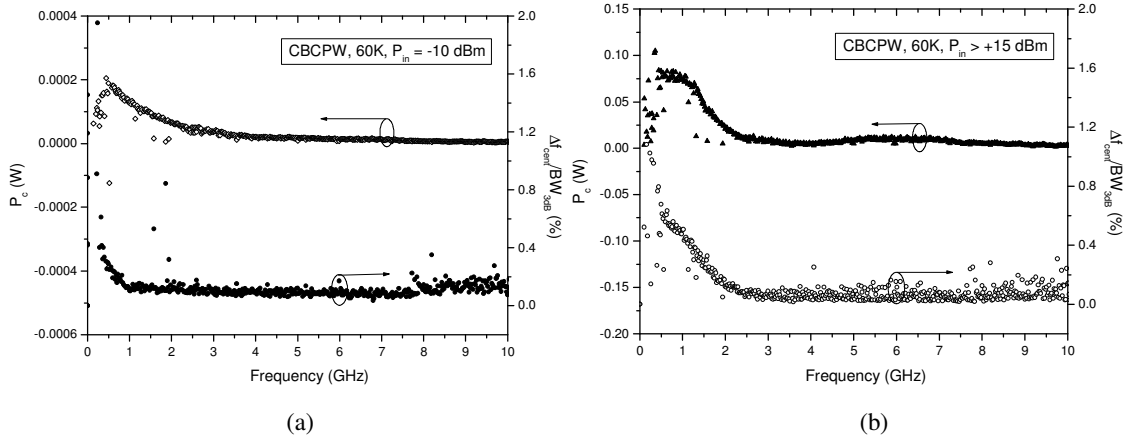 CBCPW, 60K, P_in = -10 dBm
0.0004
0.0002
0.0000
-0.0002
-0.0004
-0.0006
P_c (W)
2.0
1.6
1.2
0.8
0.4
0.0
Δf_cent/BW_3dB (%)
0 1 2 3 4 5 6 7 8 9 10
Frequency (GHz)
(a)
CBCPW, 60K, P_in > +15 dBm
0.15
0.10
0.05
0.00
-0.05
-0.10
-0.15
-0.20
P_c (W)
2.0
1.6
1.2
0.8
0.4
0.0
Δf_cent/BW_3dB (%)
0 1 2 3 4 5 6 7 8 9 10
Frequency (GHz)
(b)